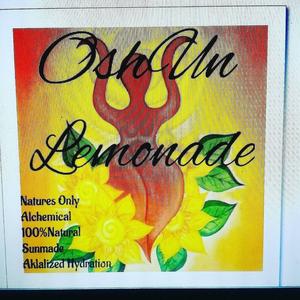 OshUn
Lemonade
Natures Only
Alchemical
100%Natural
Sunmade
Aklalized Hydration